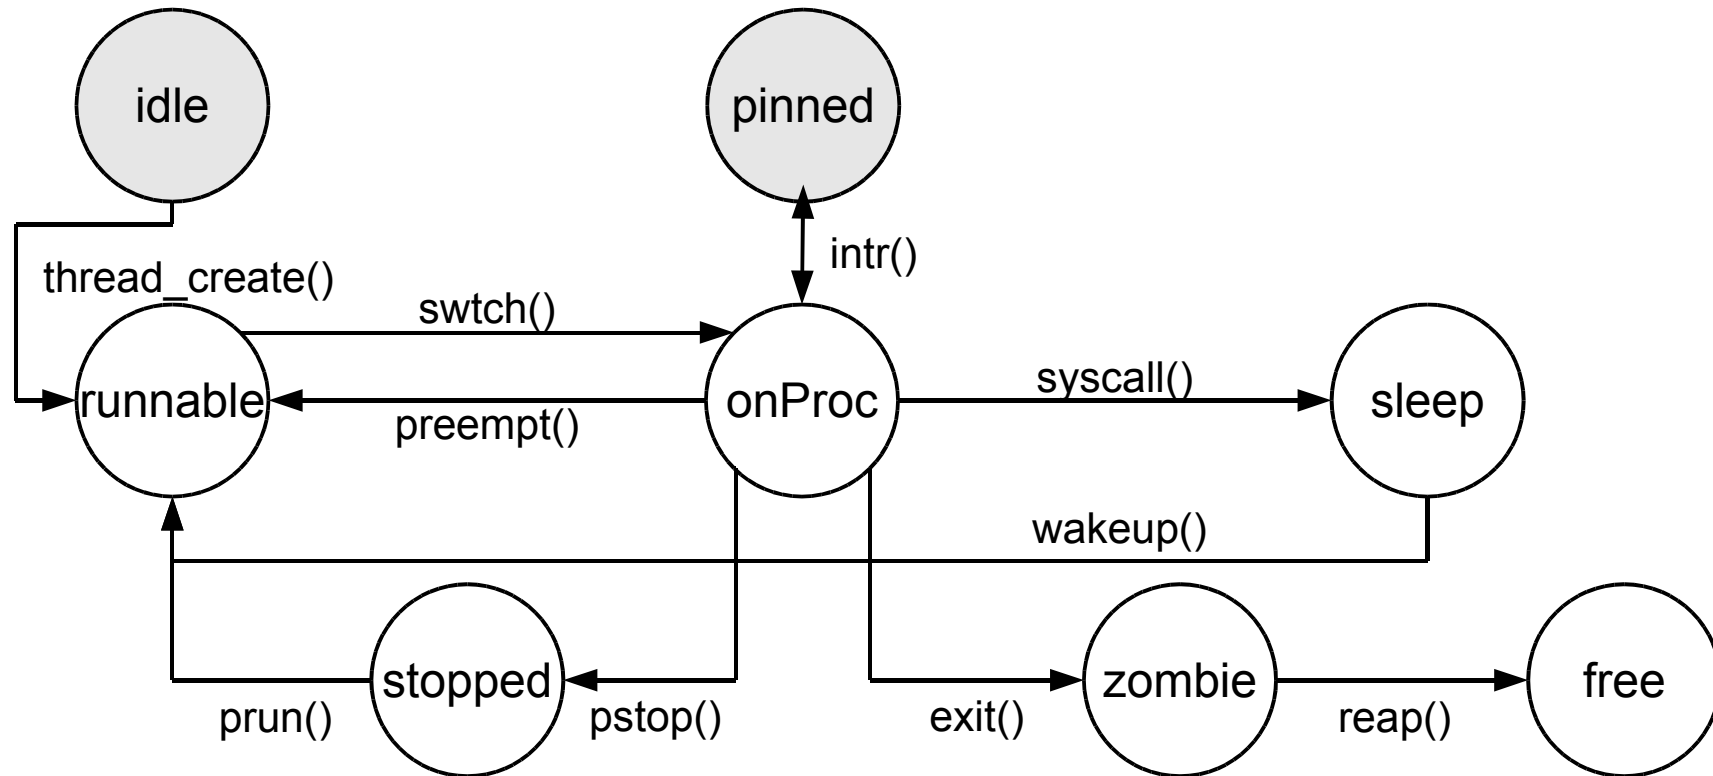 idle
pinned
intr()
thread_create()
swtch()
syscall()
runnable
onProc
sleep
preempt()
wakeup()
stopped
zombie
free
prun()
pstop()
exit()
reap()